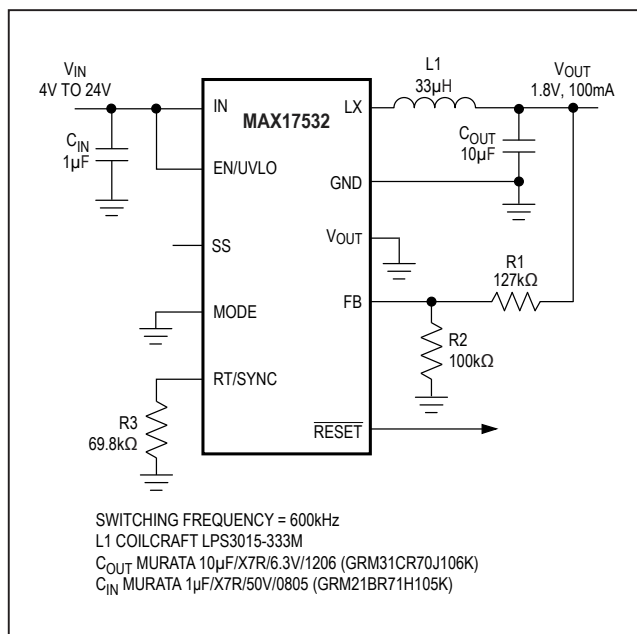 VIN
4V TO 24V
CIN
1µF
IN
EN/UVLO
SS
MODE
RT/SYNC
R3
69.8kΩ
MAX17532
LX
GND
VOUT
FB
RESET
L1
33µH
VOUT
1.8V, 100mA
COUT
10µF
R1
127kΩ
R2
100kΩ
SWITCHING FREQUENCY = 600kHz
L1 COILCRAFT LPS3015-333M
COUT MURATA 10µF/X7R/6.3V/1206 (GRM31CR70J106K)
CIN MURATA 1µF/X7R/50V/0805 (GRM21BR71H105K)